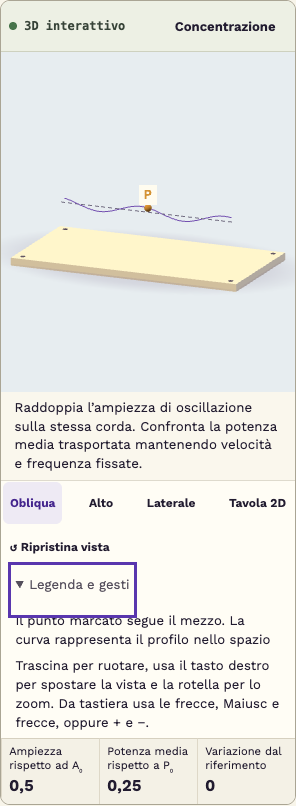 3D interattivo
Concentrazione
P
Raddoppia l’ampiezza di oscillazione
sulla stessa corda. Confronta la potenza
media trasportata mantenendo velocità
e frequenza fissate.
Obliqua Alto Laterale Tavola 2D
↺ Ripristina vista
▼ Legenda e gesti
Il punto marcato segue il mezzo. La
curva rappresenta il profilo nello spazio
Trascina per ruotare, usa il tasto destro
per spostare la vista e la rotella per lo
zoom. Da tastiera usa le frecce, Maiusc e
frecce, oppure + e −.
Ampiezza
rispetto ad A₀
0,5
Potenza media
rispetto a P₀
0,25
Variazione dal
riferimento
0